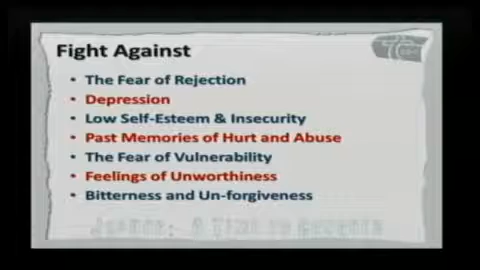 Fight Against
• The Fear of Rejection
• Depression
• Low Self-Esteem & Insecurity
• Past Memories of Hurt and Abuse
• The Fear of Vulnerability
• Feelings of Unworthiness
• Bitterness and Un-forgiveness